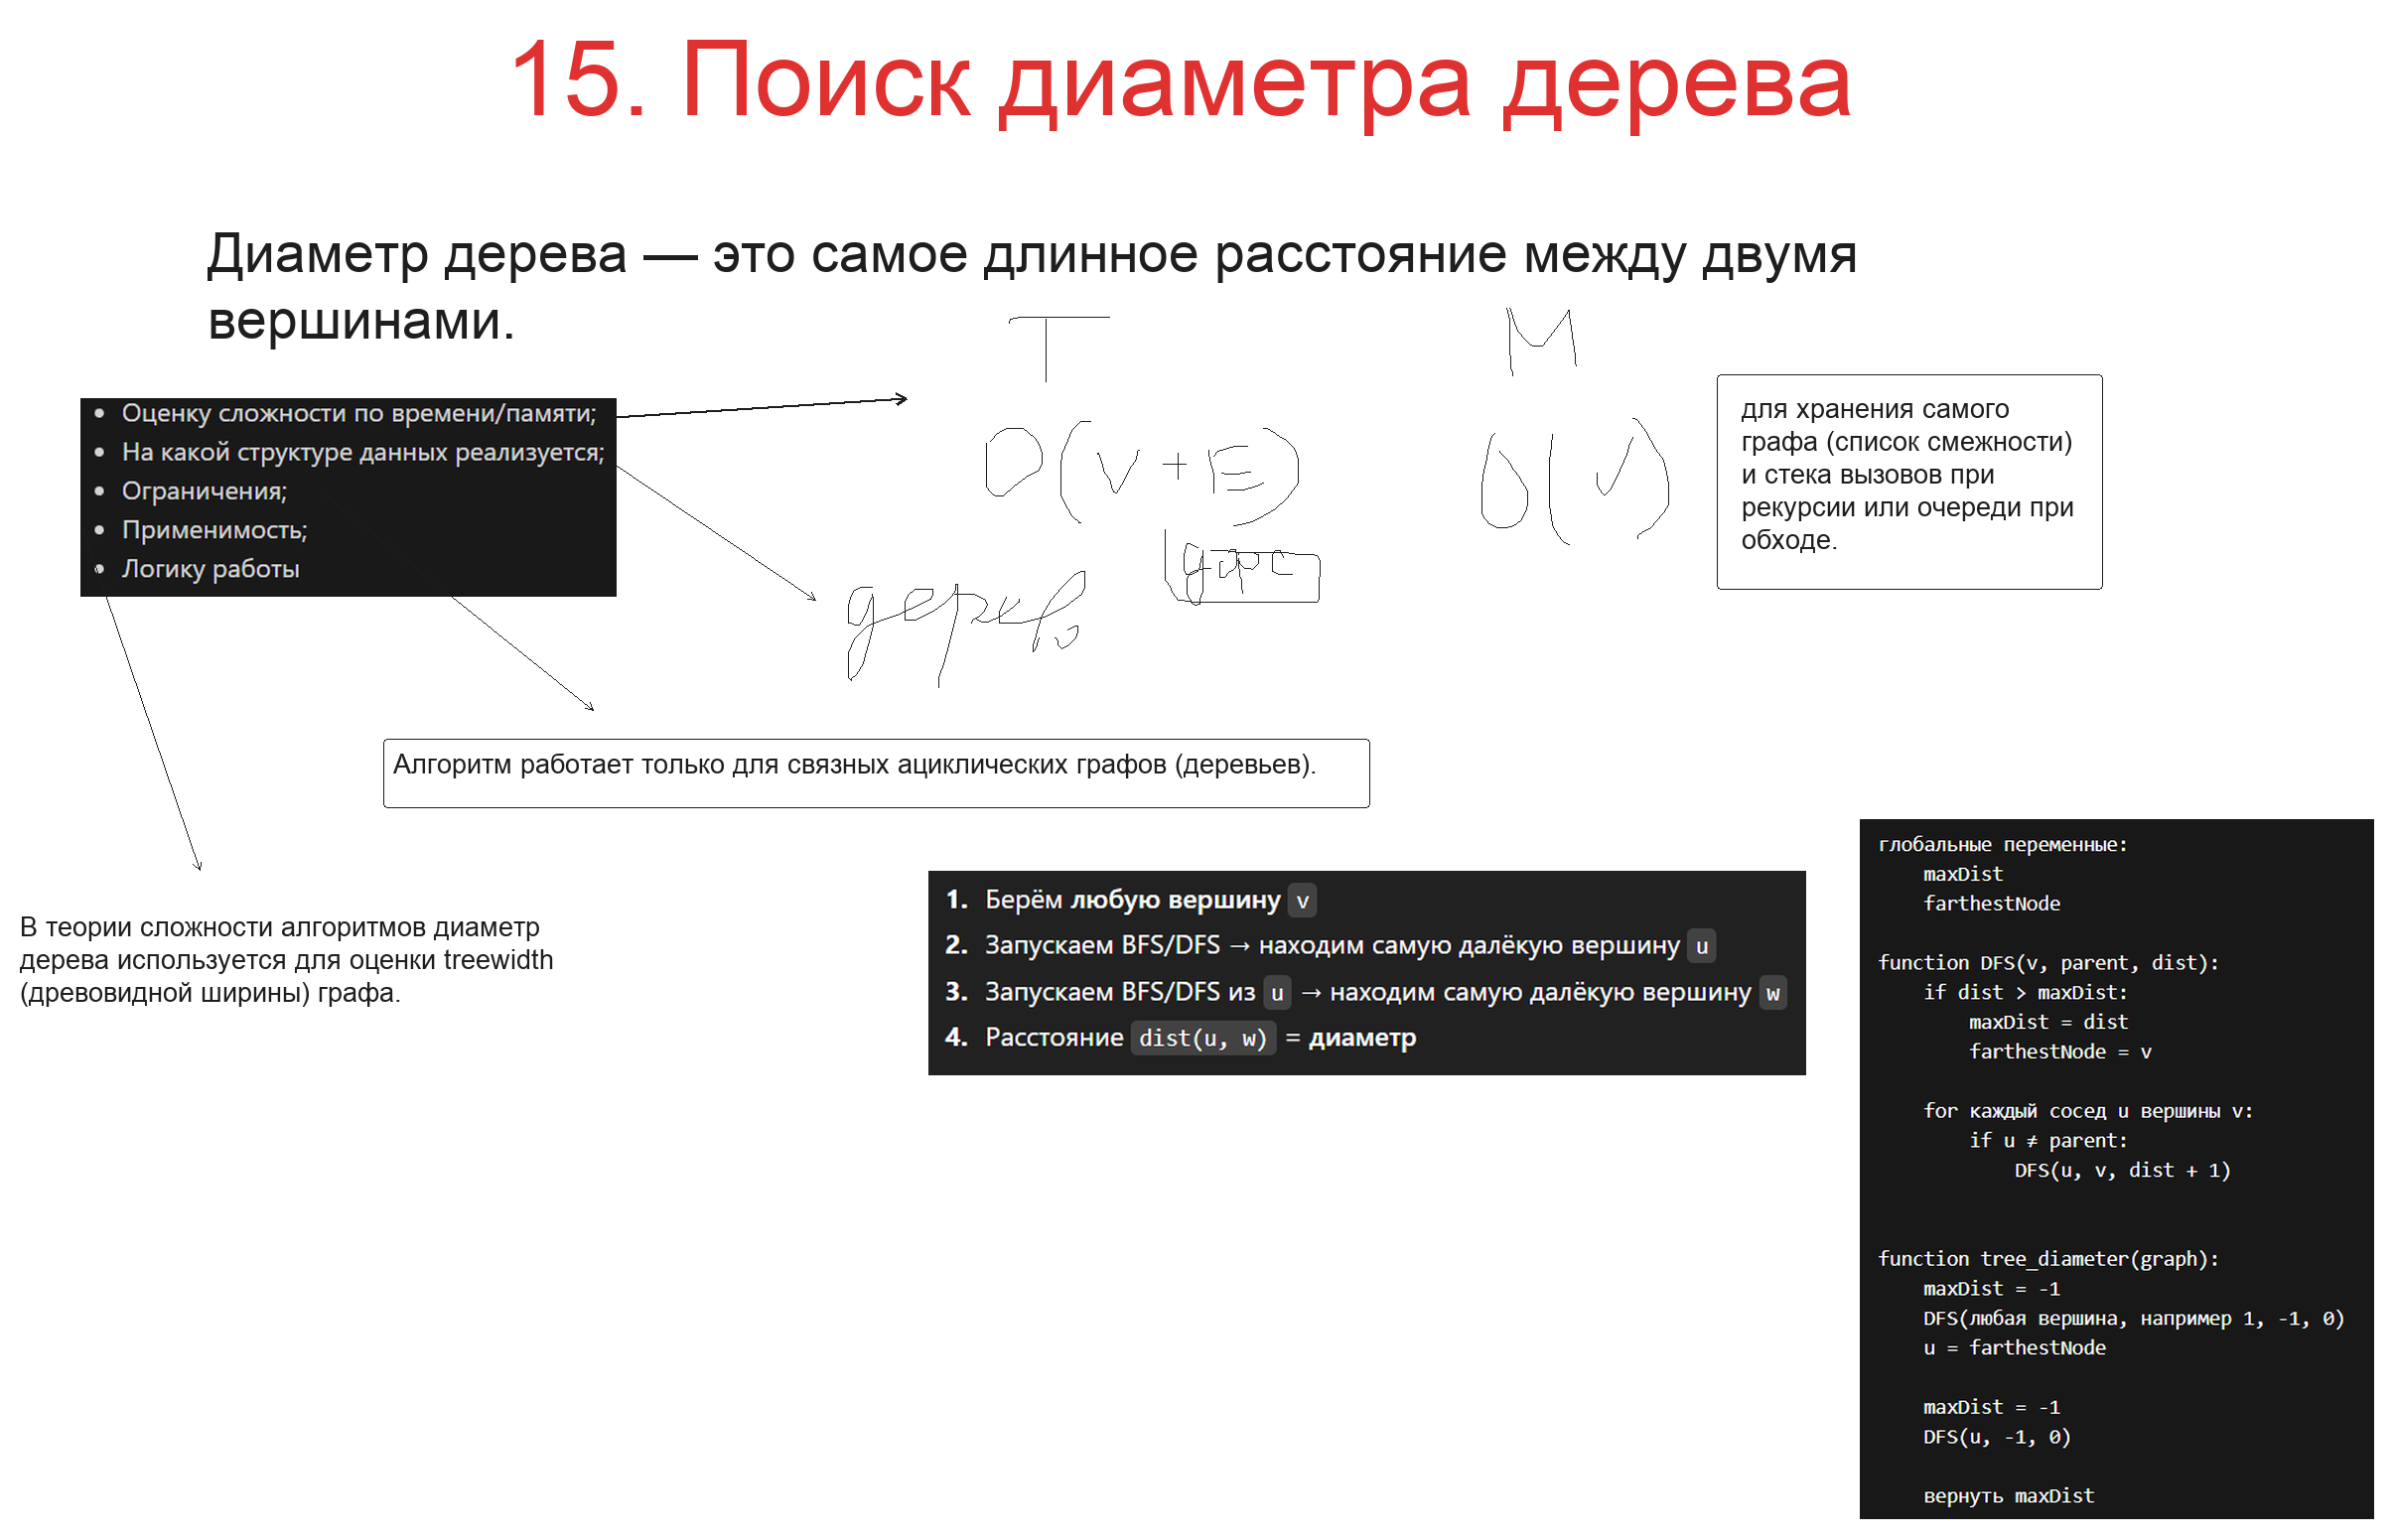 15. Поиск диаметра дерева
Диаметр дерева — это самое длинное расстояние между двумя
вершинами.
T
M
• Оценку сложности по времени/памяти;
• На какой структуре данных реализуется;
• Ограничения;
• Применимость;
• Логику работы
O(V + E)
O(V)
для хранения самого
графа (список смежности)
и стека вызовов при
рекурсии или очереди при
обходе.
дерево
Алгоритм работает только для связных ациклических графов (деревьев).
В теории сложности алгоритмов диаметр
дерева используется для оценки treewidth
(древовидной ширины) графа.
1. Берём любую вершину v
2. Запускаем BFS/DFS → находим самую далёкую вершину u
3. Запускаем BFS/DFS из u → находим самую далёкую вершину w
4. Расстояние dist(u, w) = диаметр
глобальные переменные:
maxDist
farthestNode
function DFS(v, parent, dist):
if dist > maxDist:
maxDist = dist
farthestNode = v
for каждый сосед u вершины v:
if u ≠ parent:
DFS(u, v, dist + 1)
function tree_diameter(graph):
maxDist = -1
DFS(любая вершина, например 1, -1, 0)
u = farthestNode
maxDist = -1
DFS(u, -1, 0)
вернуть maxDist